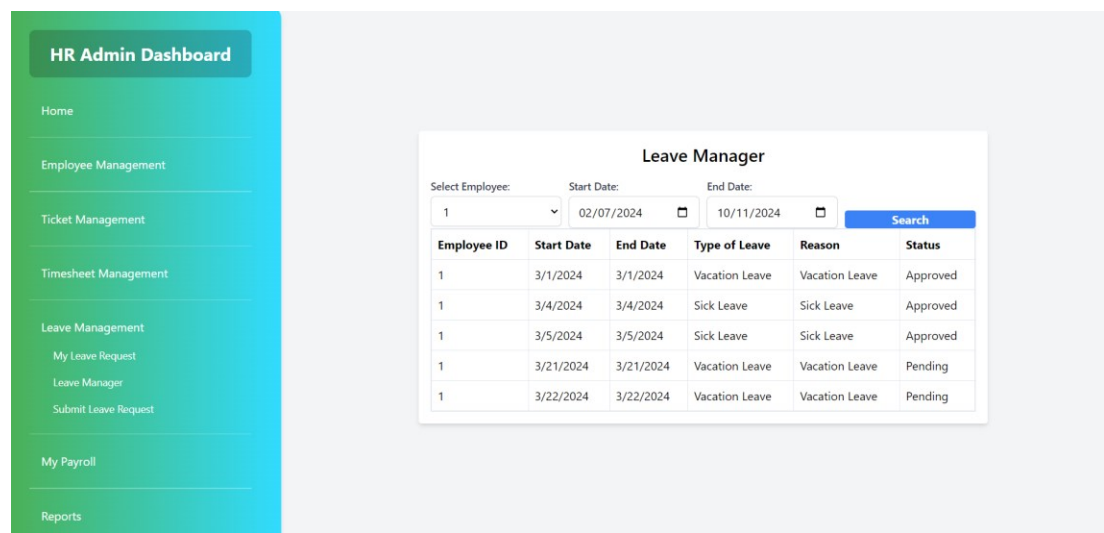 HR Admin Dashboard
Home
Employee Management
Ticket Management
Timesheet Management
Leave Management
My Leave Request
Leave Manager
Submit Leave Request
My Payroll
Reports
Leave Manager
Select Employee: Start Date: End Date:
1 02/07/2024 10/11/2024 Search
Employee ID Start Date End Date Type of Leave Reason Status
1 3/1/2024 3/1/2024 Vacation Leave Vacation Leave Approved
1 3/4/2024 3/4/2024 Sick Leave Sick Leave Approved
1 3/5/2024 3/5/2024 Sick Leave Sick Leave Approved
1 3/21/2024 3/21/2024 Vacation Leave Vacation Leave Pending
1 3/22/2024 3/22/2024 Vacation Leave Vacation Leave Pending